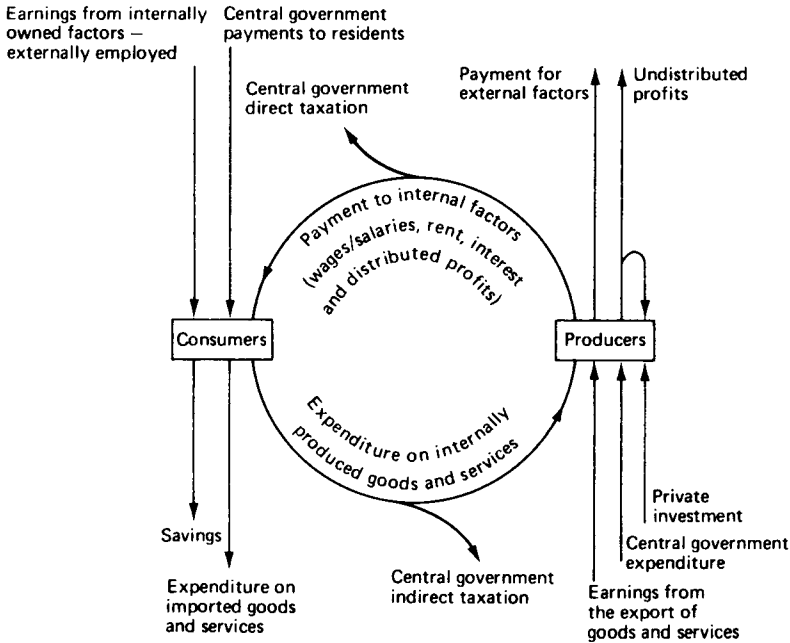 Earnings from internally
owned factors –
externally employed
Central government
payments to residents
Central government
direct taxation
Payment for
external factors
Undistributed
profits
Payment to internal factors
(wages/salaries, rent, interest
and distributed profits)
Consumers
Producers
Expenditure on internally
produced goods and services
Savings
Expenditure on
imported goods
and services
Central government
indirect taxation
Private
investment
Central government
expenditure
Earnings from
the export of
goods and services